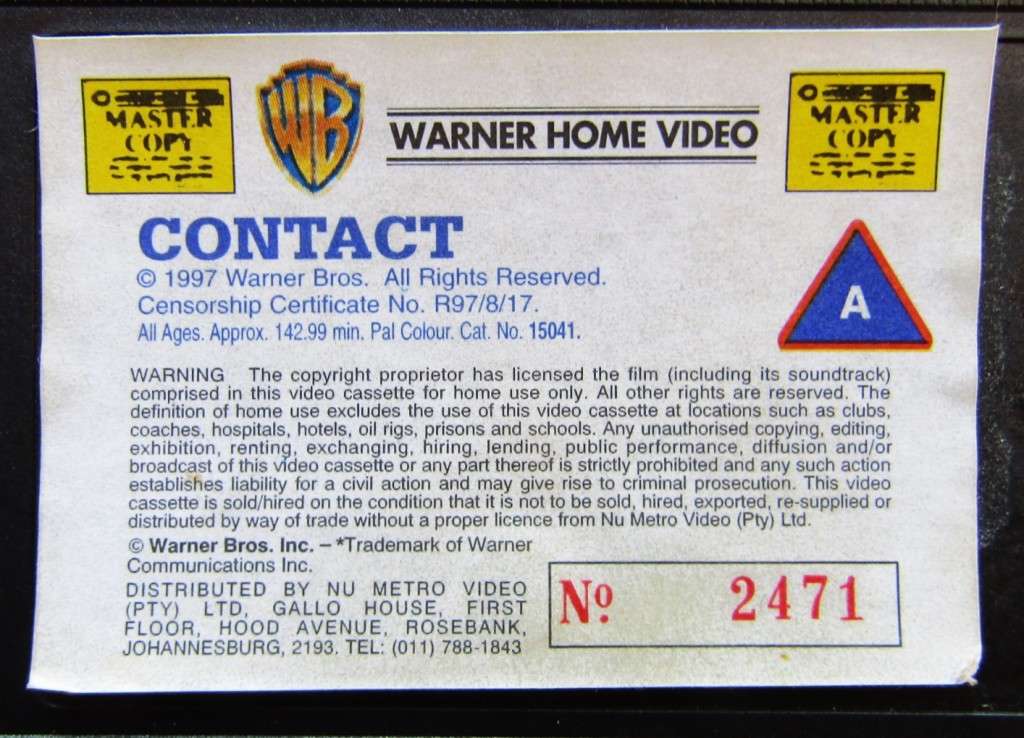 MASTER
COPY
WB
WARNER HOME VIDEO
MASTER
COPY
CONTACT
© 1997 Warner Bros. All Rights Reserved.
Censorship Certificate No. R97/8/17.
All Ages. Approx. 142.99 min. Pal Colour. Cat. No. 15041.
A
WARNING The copyright proprietor has licensed the film (including its soundtrack)
comprised in this video cassette for home use only. All other rights are reserved. The
definition of home use excludes the use of this video cassette at locations such as clubs,
coaches, hospitals, hotels, oil rigs, prisons and schools. Any unauthorised copying, editing,
exhibition, renting, exchanging, hiring, lending, public performance, diffusion and/or
broadcast of this video cassette or any part thereof is strictly prohibited and any such action
establishes liability for a civil action and may give rise to criminal prosecution. This video
cassette is sold/hired on the condition that it is not to be sold, hired, exported, re-supplied or
distributed by way of trade without a proper licence from Nu Metro Video (Pty) Ltd.
© Warner Bros. Inc. – *Trademark of Warner
Communications Inc.
DISTRIBUTED BY NU METRO VIDEO
(PTY) LTD, GALLO HOUSE, FIRST
FLOOR, HOOD AVENUE, ROSEBANK,
JOHANNESBURG, 2193. TEL: (011) 788-1843
Nº 2471